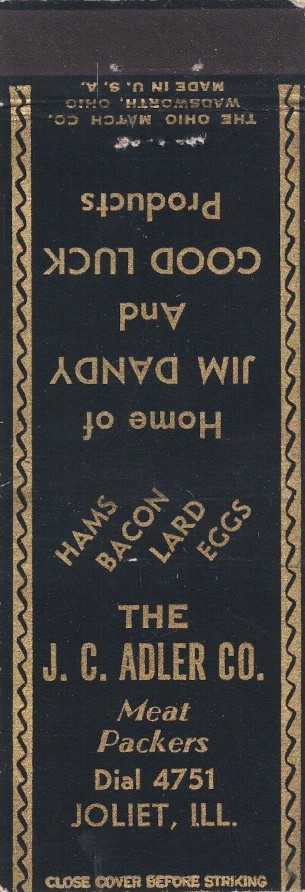 THE OHIO MATCH CO.
WADSWORTH, OHIO
MADE IN U. S. A.
Home of
JIM DANDY
And
GOOD LUCK
Products
HAMS
BACON
LARD
EGGS
THE
J. C. ADLER CO.
Meat
Packers
Dial 4751
JOLIET, ILL.
CLOSE COVER BEFORE STRIKING